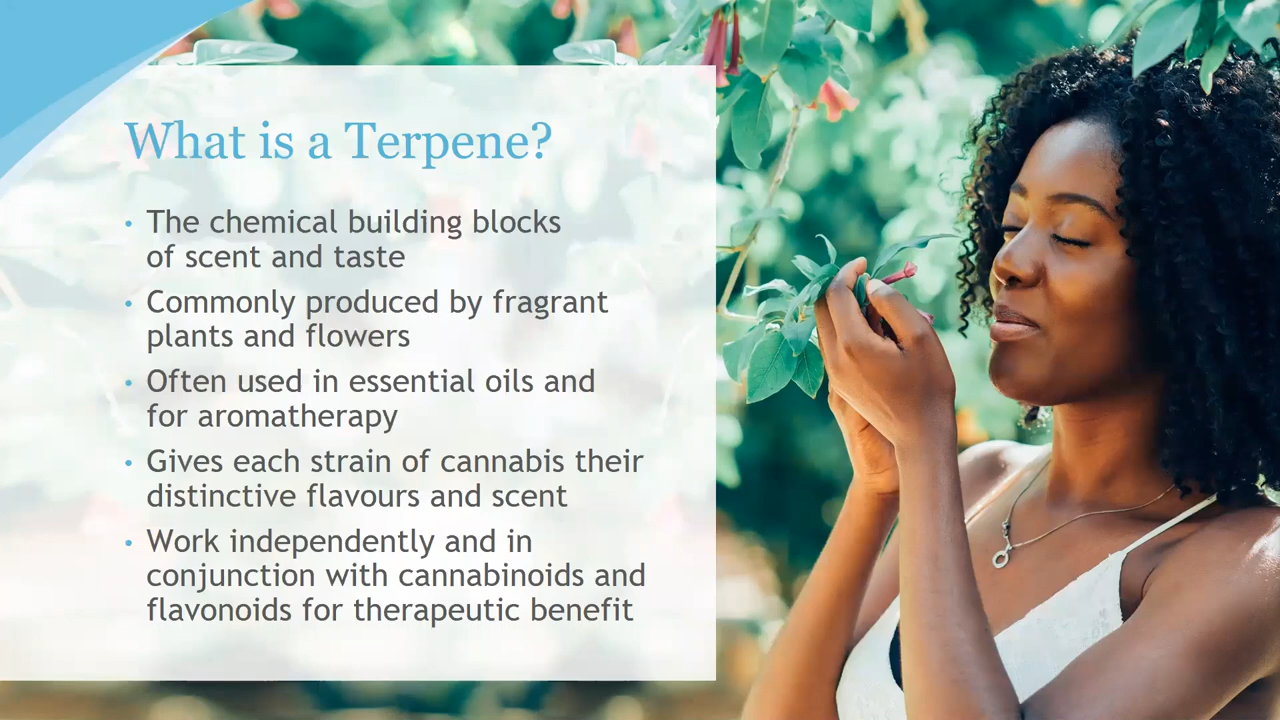 What is a Terpene?
• The chemical building blocks
of scent and taste
• Commonly produced by fragrant
plants and flowers
• Often used in essential oils and
for aromatherapy
• Gives each strain of cannabis their
distinctive flavours and scent
• Work independently and in
conjunction with cannabinoids and
flavonoids for therapeutic benefit